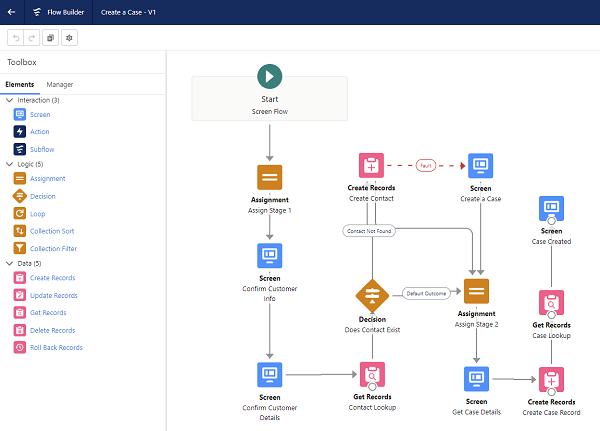 Flow Builder
Create a Case - V1
Toolbox
Elements
Manager
Interaction (3)
Screen
Action
Subflow
Logic (5)
Assignment
Decision
Loop
Collection Sort
Collection Filter
Data (5)
Create Records
Update Records
Get Records
Delete Records
Roll Back Records
Start
Screen Flow
Assignment
Assign Stage 1
Screen
Confirm Customer
Info
Screen
Confirm Customer
Details
Create Records
Create Contact
Fault
Screen
Create a Case
Contact Not Found
Decision
Does Contact Exist
Default Outcome
Get Records
Contact Lookup
Assignment
Assign Stage 2
Screen
Get Case Details
Screen
Case Created
Get Records
Case Lookup
Create Records
Create Case Record